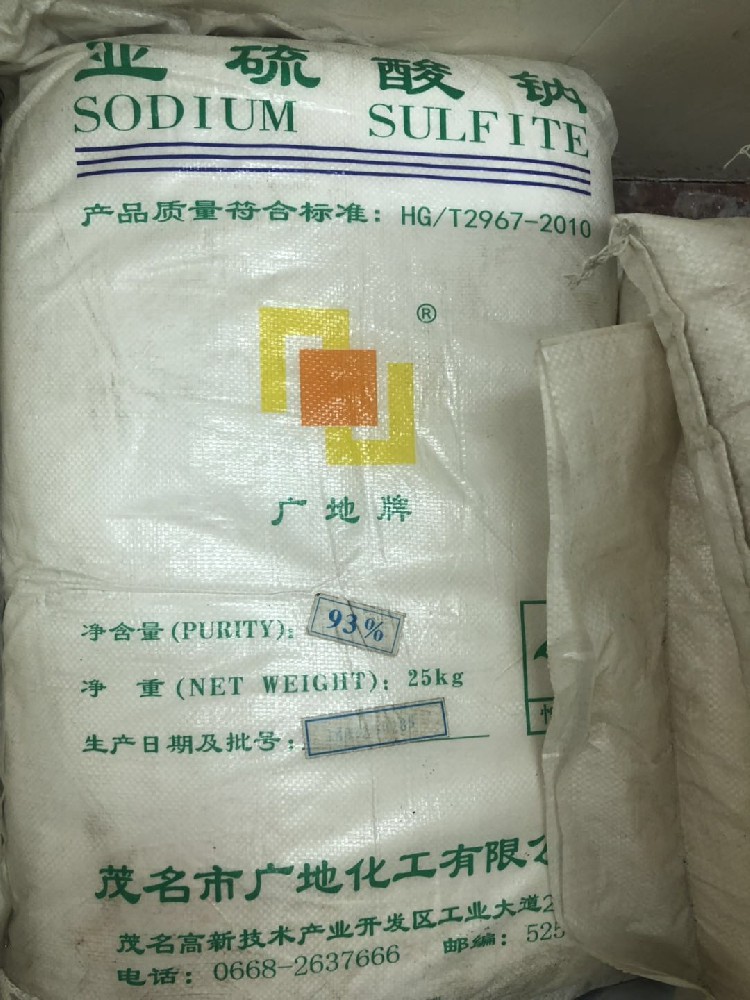 亚硫酸钠
SODIUM SULFITE
产品质量符合标准：HG/T2967-2010
®
广地牌
净含量(PURITY)：93%
净 重(NET WEIGHT)：25kg
生产日期及批号：
茂名市广地化工有限
茂名高新技术产业开发区工业大道2
电话：0668-2637666 邮编：525